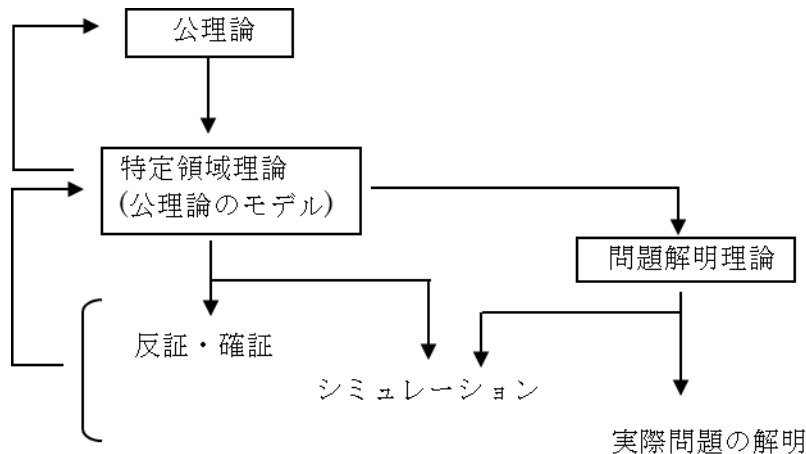 公理論
特定領域理論
(公理論のモデル)
問題解明理論
反証・確証
シミュレーション
実際問題の解明